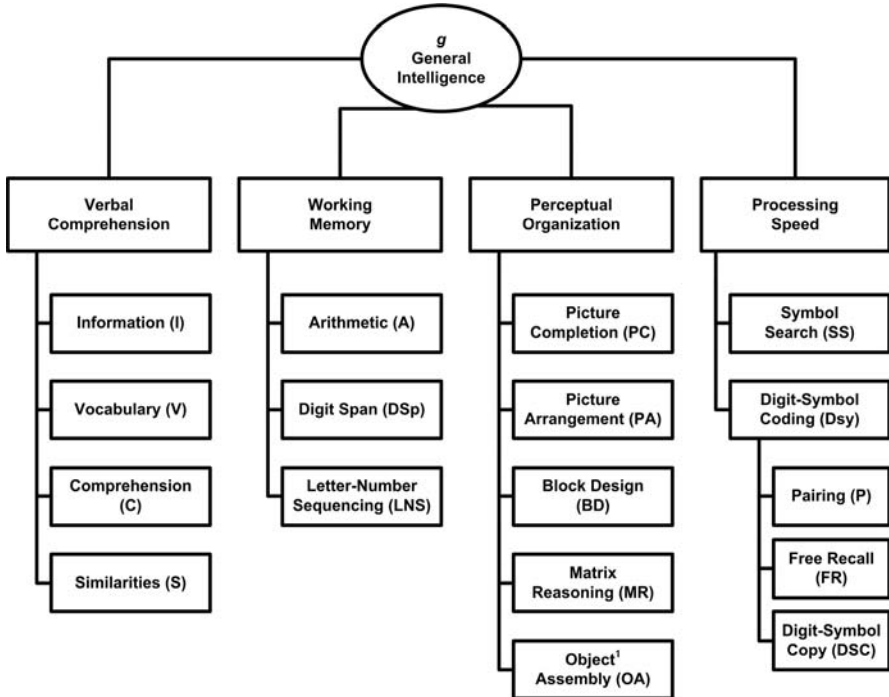 g
General
Intelligence
Verbal
Comprehension
Working
Memory
Perceptual
Organization
Processing
Speed
Information (I)
Vocabulary (V)
Comprehension
(C)
Similarities (S)
Arithmetic (A)
Digit Span (DSp)
Letter-Number
Sequencing (LNS)
Picture
Completion (PC)
Picture
Arrangement (PA)
Block Design
(BD)
Matrix
Reasoning (MR)
Object¹
Assembly (OA)
Symbol
Search (SS)
Digit-Symbol
Coding (Dsy)
Pairing (P)
Free Recall
(FR)
Digit-Symbol
Copy (DSC)